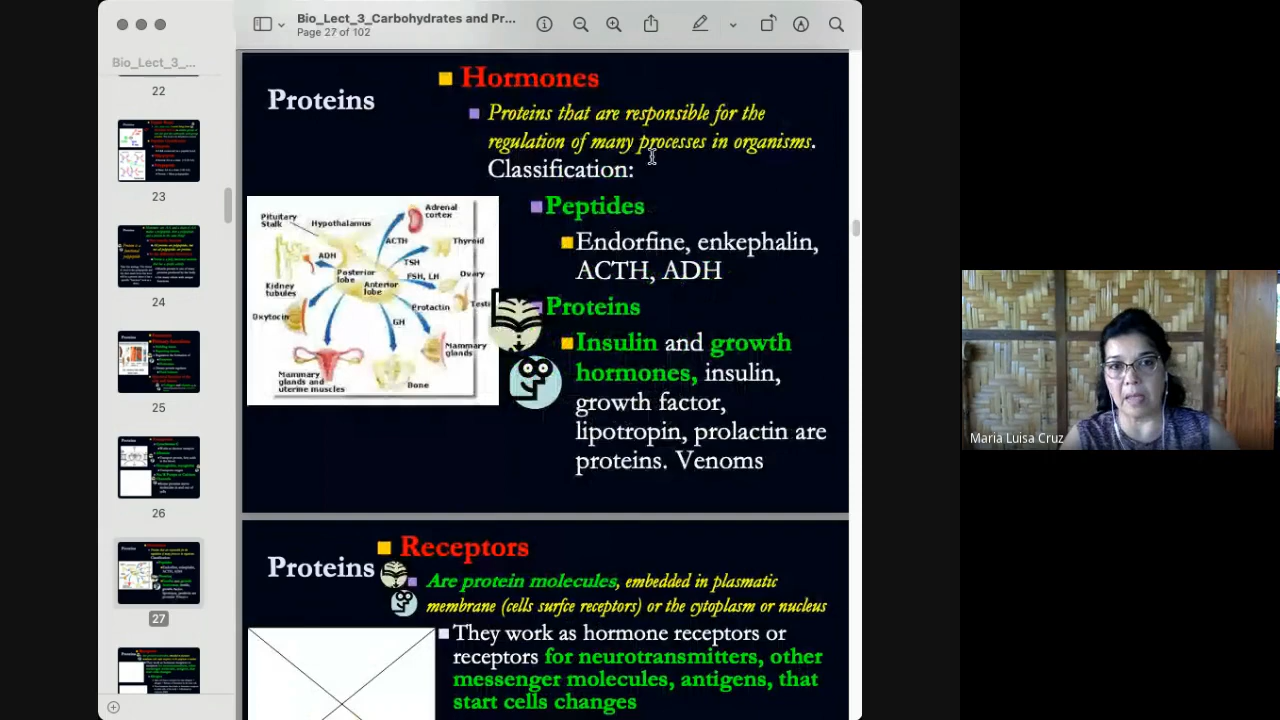 Bio_Lect_3_Carbohydrates and Pr...
Page 27 of 102
Bio_Lect_3_...
22
23
24
25
26
27
Proteins
Hormones
Proteins that are responsible for the
regulation of many processes in organisms.
Classification:
Peptides
Endorfins, enkephalin,
ACTH, ADH
Proteins
Insulin and growth
hormones, insulin,
growth factor,
lipotropin, prolactin are
proteins. Venoms
Pituitary
Stalk
Hypothalamus
Adrenal
cortex
ACTH
Thyroid
ADH
TSH
Posterior
lobe
Anterior
lobe
FSH, LH
Ovary
Kidney
tubules
Testi
Oxytocin
Protactin
GH
Mammary
glands
Mammary
glands and
uterine muscles
Bone
Proteins
Receptors
Are protein molecules, embedded in plasmatic
membrane (cells surfce receptors) or the cytoplasm or nucleus
They work as hormone receptors or
receptors for neurotransmitters, other
messenger molecules, antigens, that
start cells changes
Maria Luisa Cruz